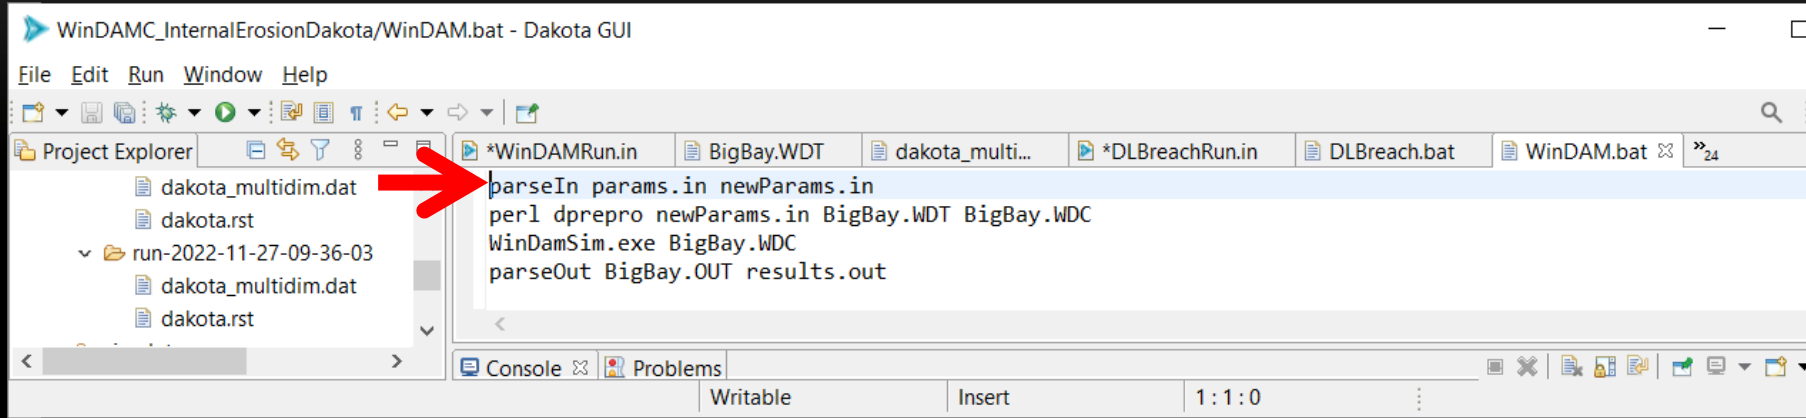 WinDAMC_InternalErosionDakota/WinDAM.bat - Dakota GUI
File Edit Run Window Help
Project Explorer
*WinDAMRun.in BigBay.WDT dakota_multi... *DLBreachRun.in DLBreach.bat WinDAM.bat »24
dakota_multidim.dat
dakota.rst
run-2022-11-27-09-36-03
dakota_multidim.dat
dakota.rst
parseIn params.in newParams.in
perl dprepro newParams.in BigBay.WDT BigBay.WDC
WinDamSim.exe BigBay.WDC
parseOut BigBay.OUT results.out
Console Problems
Writable Insert 1 : 1 : 0